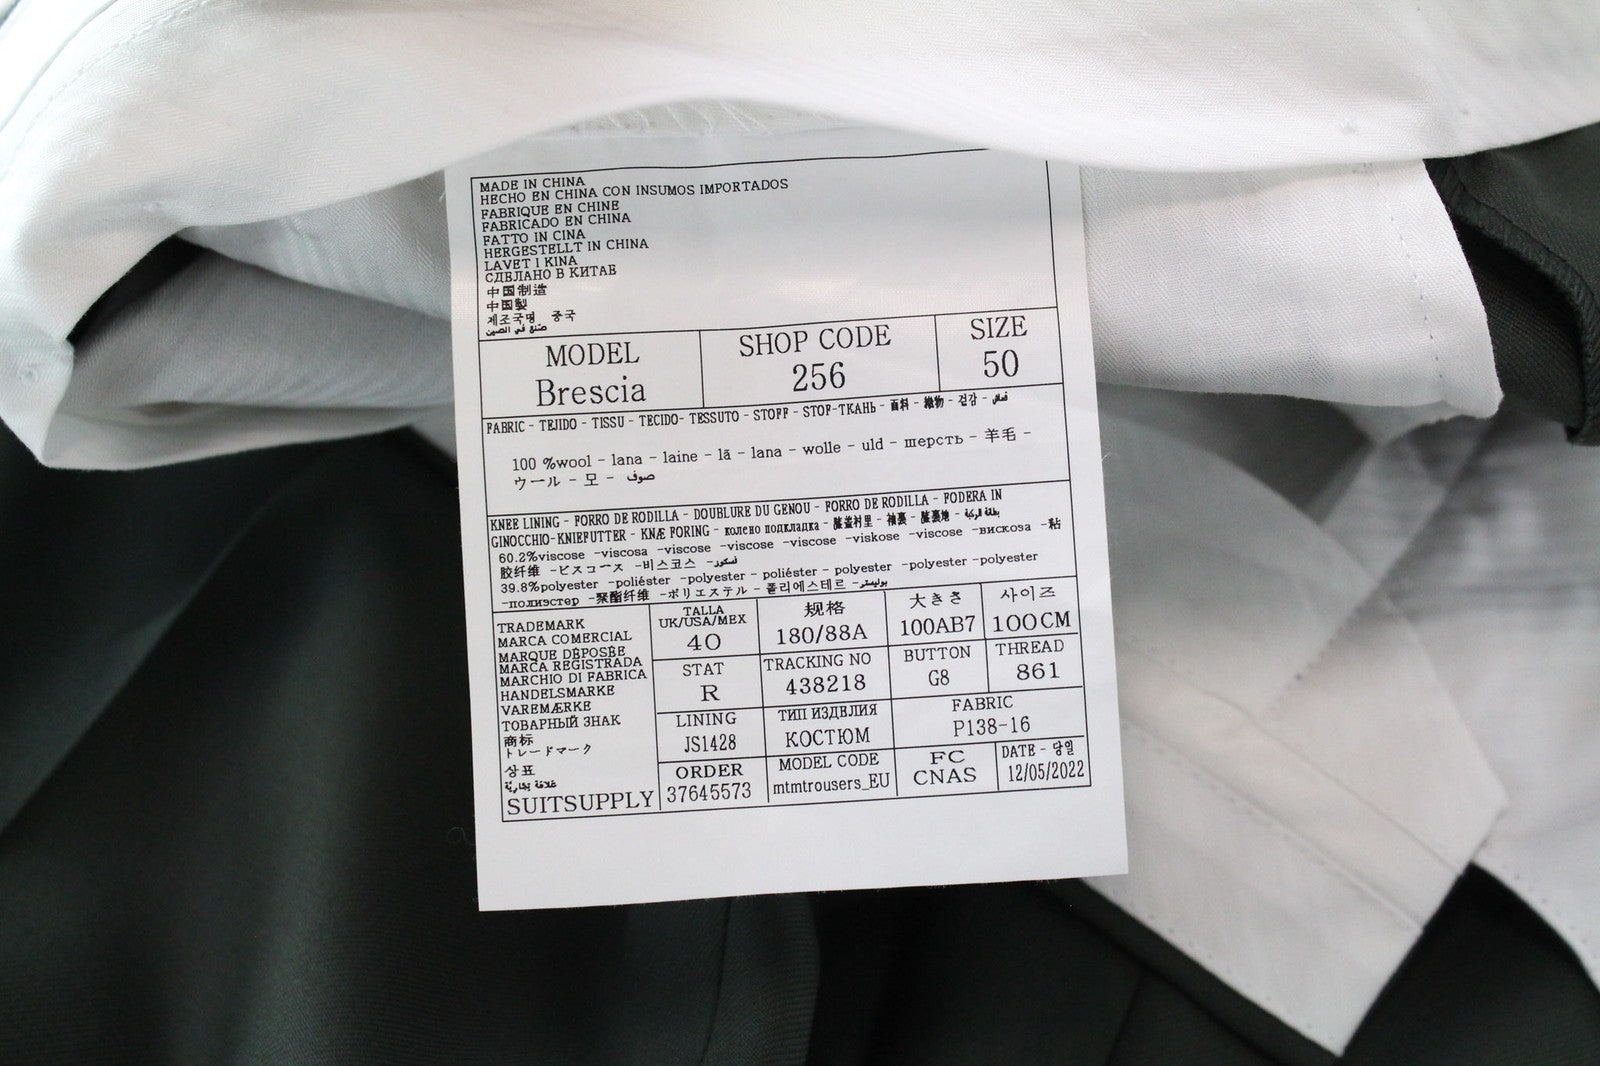 MADE IN CHINA
HECHO EN CHINA CON INSUMOS IMPORTADOS
FABRIQUE EN CHINE
FABRICADO EN CHINA
FATTO IN CINA
HERGESTELLT IN CHINA
LAVET I KINA
СДЕЛАНО В КИТАЕ
中国制造
中国製
제조국명 중국
صنع في الصين
MODEL
Brescia
SHOP CODE
256
SIZE
50
FABRIC - TEJIDO - TISSU - TECIDO- TESSUTO - STOFF - STOF-ТКАНЬ - 百料 - 織物 - 겉감 - قماش
100 %wool - lana - laine - lã - lana - wolle - uld - шерсть - 羊毛 -
ウール - 모 - صوف
KNEE LINING - FORRO DE RODILLA - DOUBLURE DU GENOU - FORRO DE RODILLA - FODERA IN
GINOCCHIO-KNIEFUTTER - KNÆ FORING - колено подкладка - 膝盖衬里 - 袖裏 - 膝裏地 - بطانة الركبة
60.2%viscose -viscosa -viscose -viscose -viscose -viskose -viscose -вискоза -粘
胶纤维 -ビスコース -비스코스 -فسكوز
39.8%polyester -poliéster -polyester - poliéster - polyester -polyester -polyester
-полиэстер -聚酯纤维 -ポリエステル - 폴리에스테르 -بوليستر
TRADEMARK
MARCA COMERCIAL
MARQUE DÉPOSÉE
MARCA REGISTRADA
MARCHIO DI FABRICA
HANDELSMARKE
VAREMÆRKE
ТОВАРНЫЙ ЗНАК
商标
トレードマーク
상표
علامة تجارية
SUITSUPPLY
TALLA
UK/USA/MEX
40
规格
180/88A
大きさ
100AB7
사이즈
100CM
STAT
R
TRACKING NO
438218
BUTTON
G8
THREAD
861
LINING
JS1428
ТИП ИЗДЕЛИЯ
КОСТЮМ
FABRIC
P138-16
ORDER
37645573
MODEL CODE
mtmtrousers_EU
FC
CNAS
DATE - 당일
12/05/2022